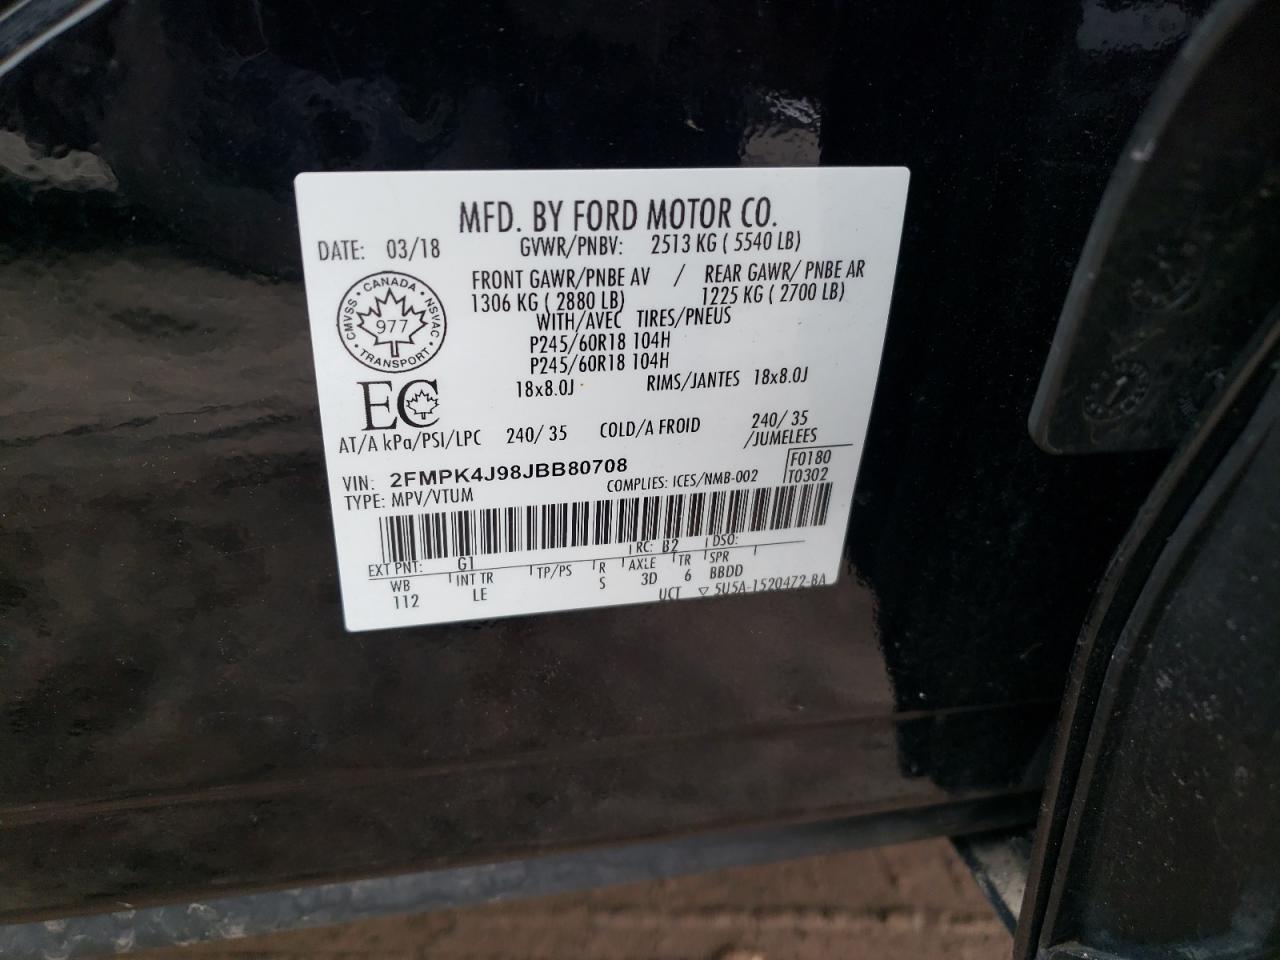 MFD. BY FORD MOTOR CO.
DATE: 03/18 GVWR/PNBV: 2513 KG ( 5540 LB)
FRONT GAWR/PNBE AV / REAR GAWR/ PNBE AR
1306 KG ( 2880 LB) 1225 KG ( 2700 LB)
WITH/AVEC TIRES/PNEUS
P245/60R18 104H
P245/60R18 104H
18x8.0J RIMS/JANTES 18x8.0J
CANADA
CMVSS NSVAC
977
TRANSPORT
EC
AT/A kPa/PSI/LPC 240/ 35 COLD/A FROID 240/ 35
/JUMELEES
VIN: 2FMPK4J98JBB80708 F0180
TYPE: MPV/VTUM COMPLIES: ICES/NMB-002 T0302
EXT PNT: G1 RC: B2 DSO:
WB INT TR TP/PS R AXLE TR SPR
112 LE S 3D 6 BBDD
UCT ▽ 5U5A-1520472-BA